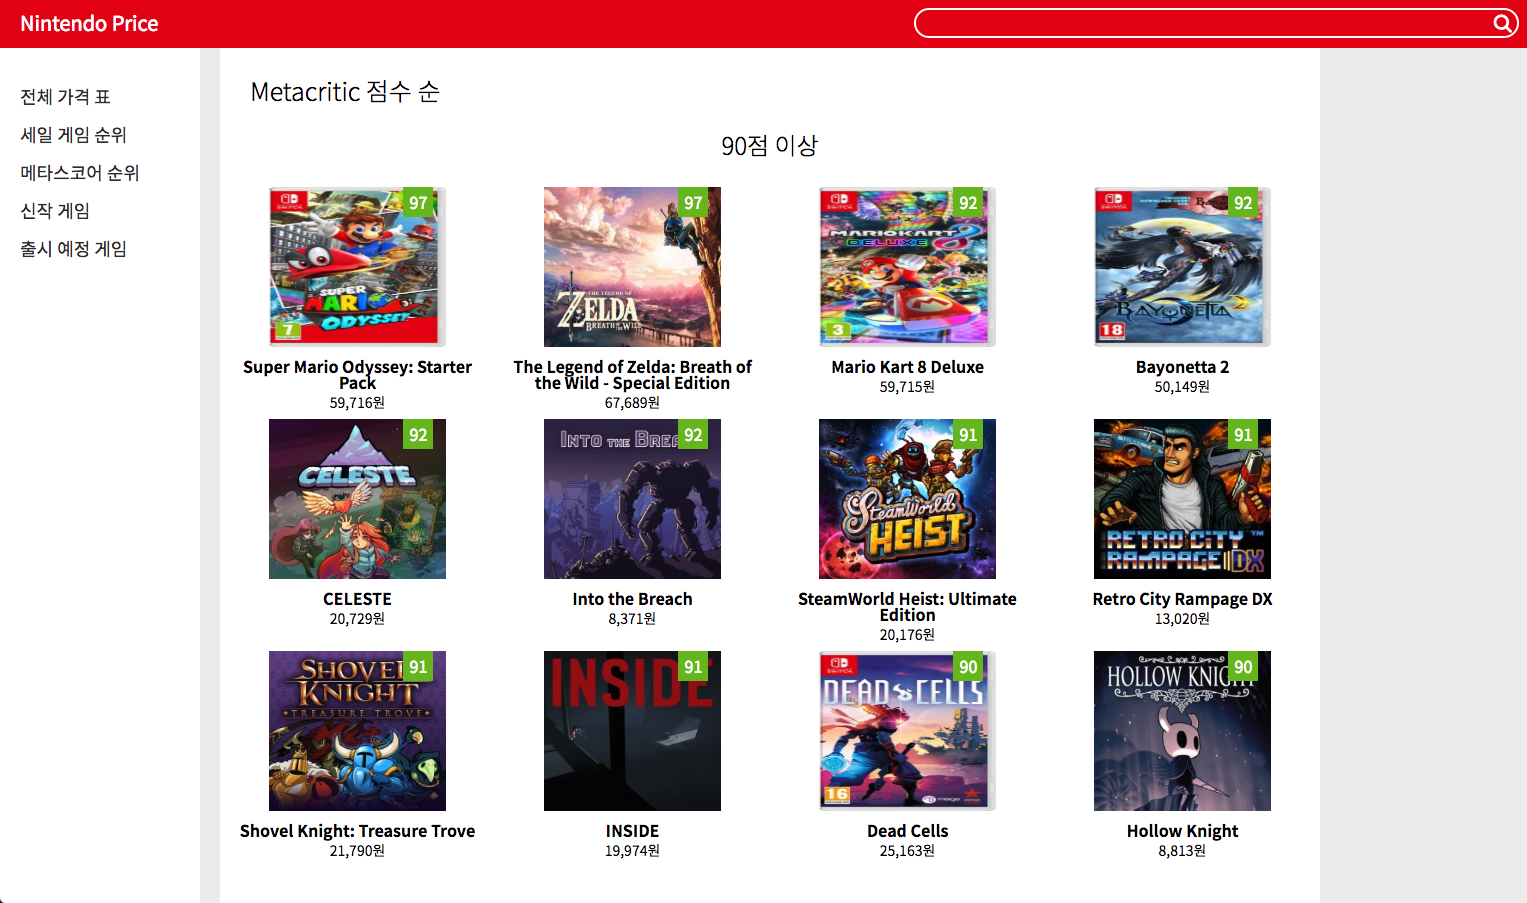 Nintendo Price
전체 가격 표
세일 게임 순위
메타스코어 순위
신작 게임
출시 예정 게임
Metacritic 점수 순
90점 이상
97
SUPER
MARIO
ODYSSEY
7
Super Mario Odyssey: Starter
Pack
59,716원
97
THE LEGEND OF
ZELDA
BREATH OF THE WILD
The Legend of Zelda: Breath of
the Wild - Special Edition
67,689원
92
MARIOKART 8
DELUXE
3
Mario Kart 8 Deluxe
59,715원
92
BAYONETTA 2
18
Bayonetta 2
50,149원
92
CELESTE
CELESTE
20,729원
92
INTO THE BREA
Into the Breach
8,371원
91
SteamWorld
HEIST
SteamWorld Heist: Ultimate
Edition
20,176원
91
RETRO CITY
RAMPAGE DX
Retro City Rampage DX
13,020원
91
SHOVEL
KNIGHT
TREASURE TROVE
Shovel Knight: Treasure Trove
21,790원
91
INSIDE
INSIDE
19,974원
90
DEAD CELLS
16
Dead Cells
25,163원
90
HOLLOW KNIGHT
Hollow Knight
8,813원